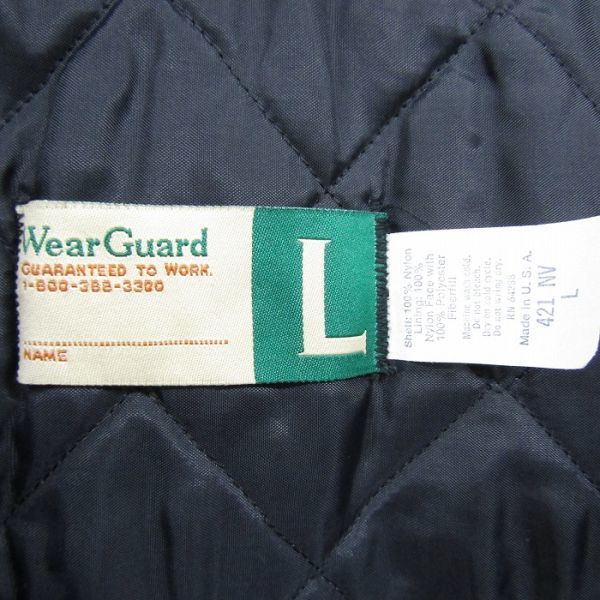 WearGuard
GUARANTEED TO WORK.
1-800-388-3300
NAME
L
Shell: 100% Nylon
Lining: 100%
Nylon Face with
100% Polyester
Fiberfill
Machine wash cold.
Dry on cold cycle.
Do not bleach.
Do not wring dry.
RN 64268
Made in U.S.A.
421 NV
L